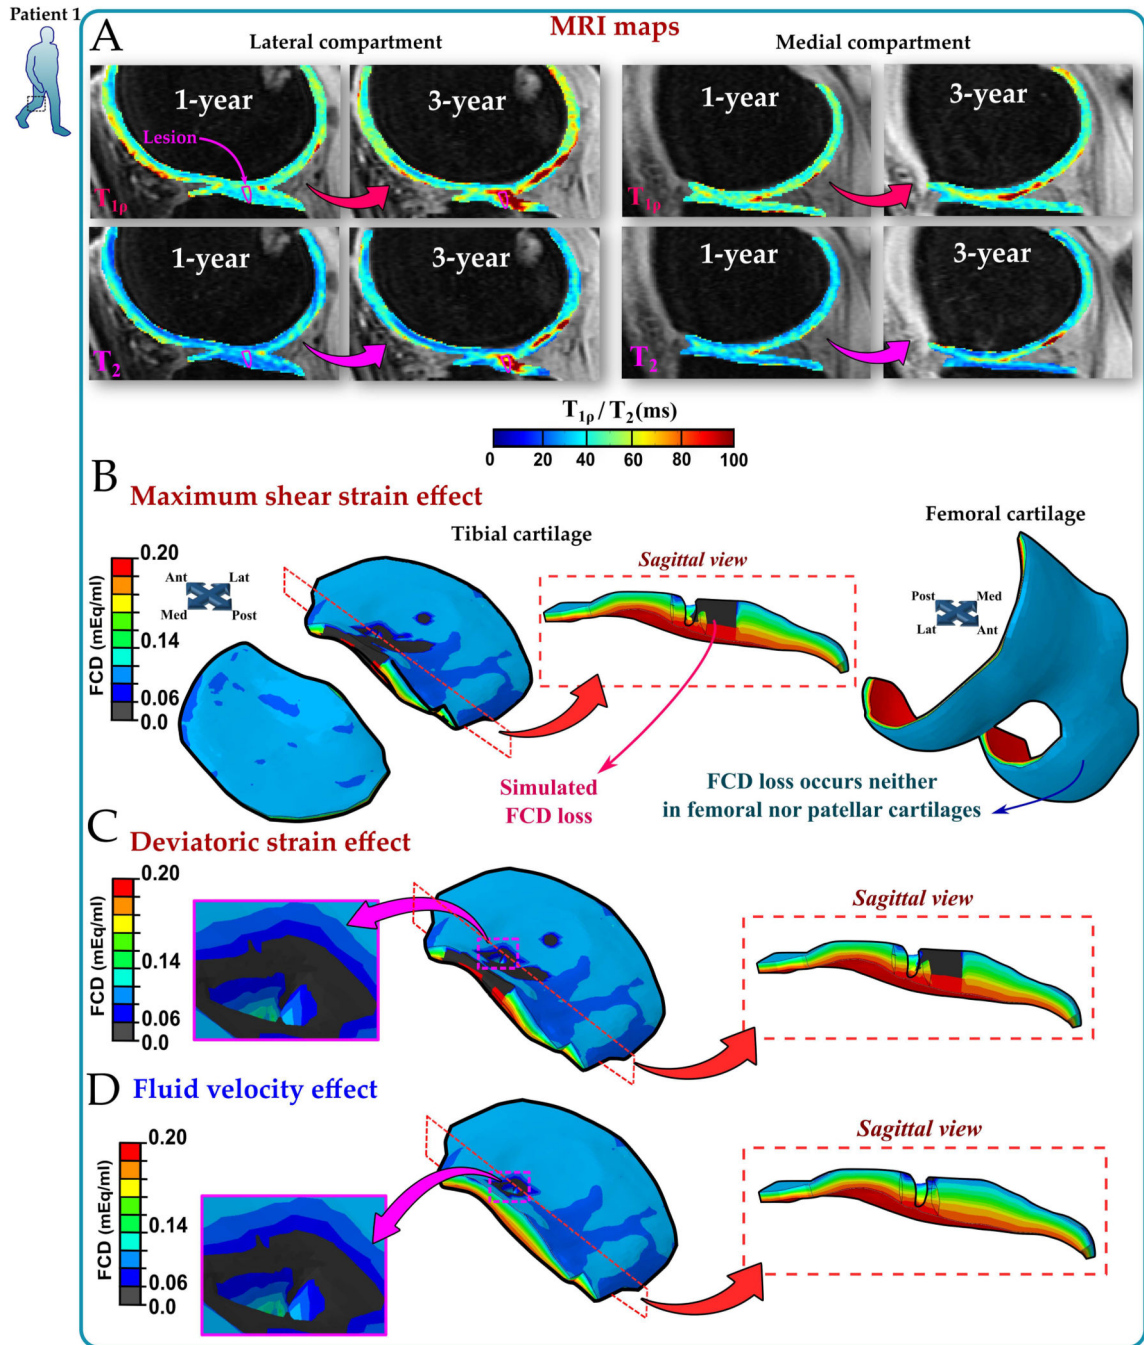 Patient 1
A
MRI maps
Lateral compartment
Medial compartment
1-year
3-year
1-year
3-year
Lesion
T1ρ
T1ρ
1-year
3-year
1-year
3-year
T2
T2
T1ρ / T2 (ms)
0 20 40 60 80 100
B
Maximum shear strain effect
Tibial cartilage
Femoral cartilage
Sagittal view
FCD (mEq/ml)
0.20
0.14
0.06
0.0
Ant Lat
Med Post
Post Med
Lat Ant
Simulated
FCD loss
FCD loss occurs neither
in femoral nor patellar cartilages
C
Deviatoric strain effect
FCD (mEq/ml)
0.20
0.14
0.06
0.0
Sagittal view
D
Fluid velocity effect
FCD (mEq/ml)
0.20
0.14
0.06
0.0
Sagittal view